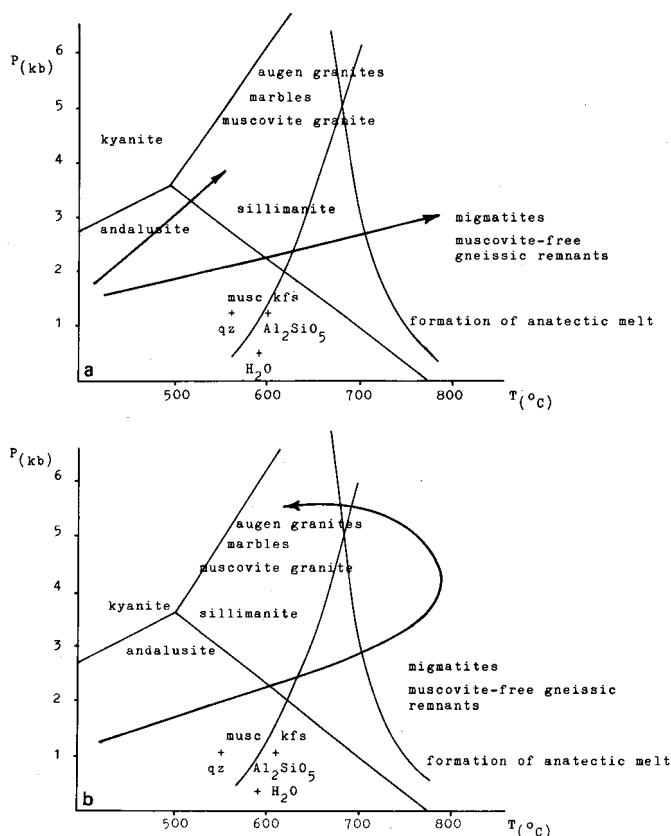 P(kb)
6
augen granites
5
marbles
muscovite granite
kyanite
4
3
sillimanite
migmatites
andalusite
muscovite-free
gneissic remnants
2
musc kfs
+ +
1
qz Al2SiO5
formation of anatectic melt
+
H2O
a
500 600 700 800
T(°C)
P(kb)
6
augen granites
5
marbles
muscovite granite
4
kyanite
sillimanite
3
andalusite
migmatites
muscovite-free gneissic
remnants
2
musc kfs
+ +
1
qz Al2SiO5
formation of anatectic melt
+ H2O
b
500 600 700 800
T(°C)